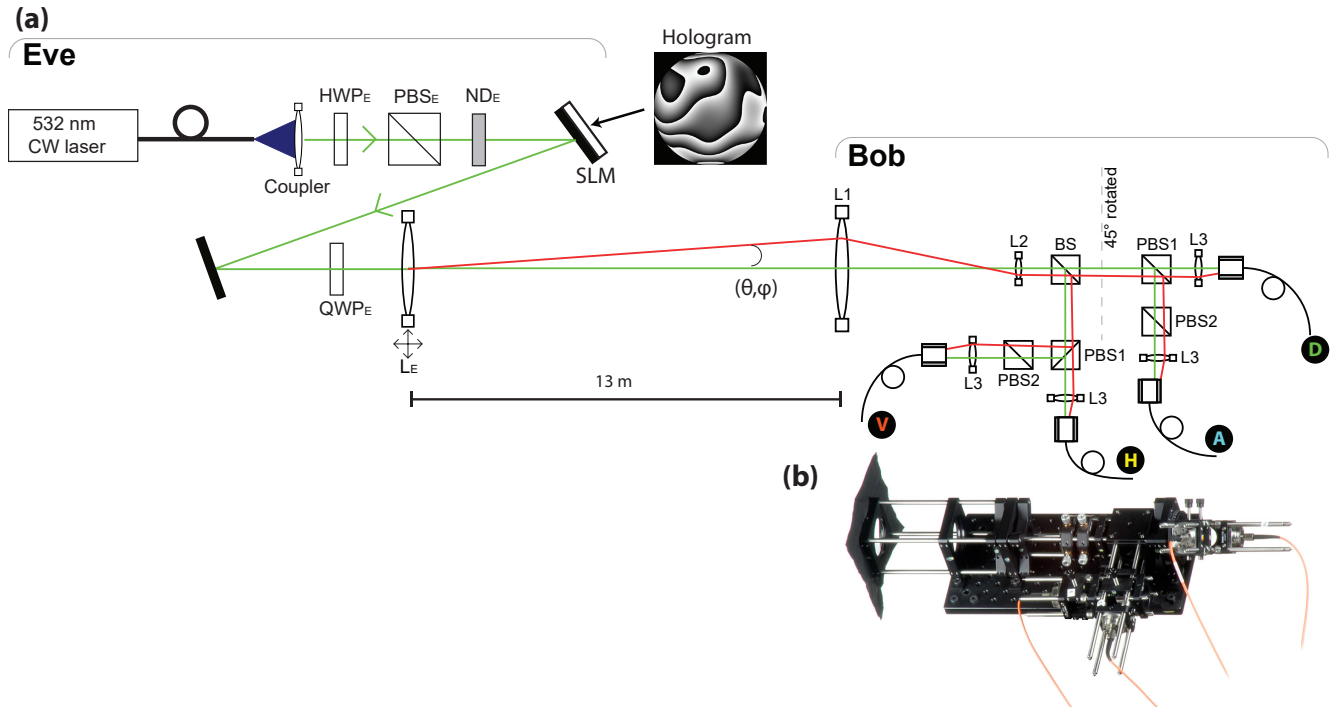 (a)
Eve
Hologram
532 nm
CW laser
Coupler
HWPE
PBSE
NDE
SLM
Bob
QWPE
LE
(θ,φ)
13 m
L1
L2
BS
45° rotated
PBS1
L3
PBS2
L3
D
PBS1
PBS2
L3
L3
V
H
A
(b)